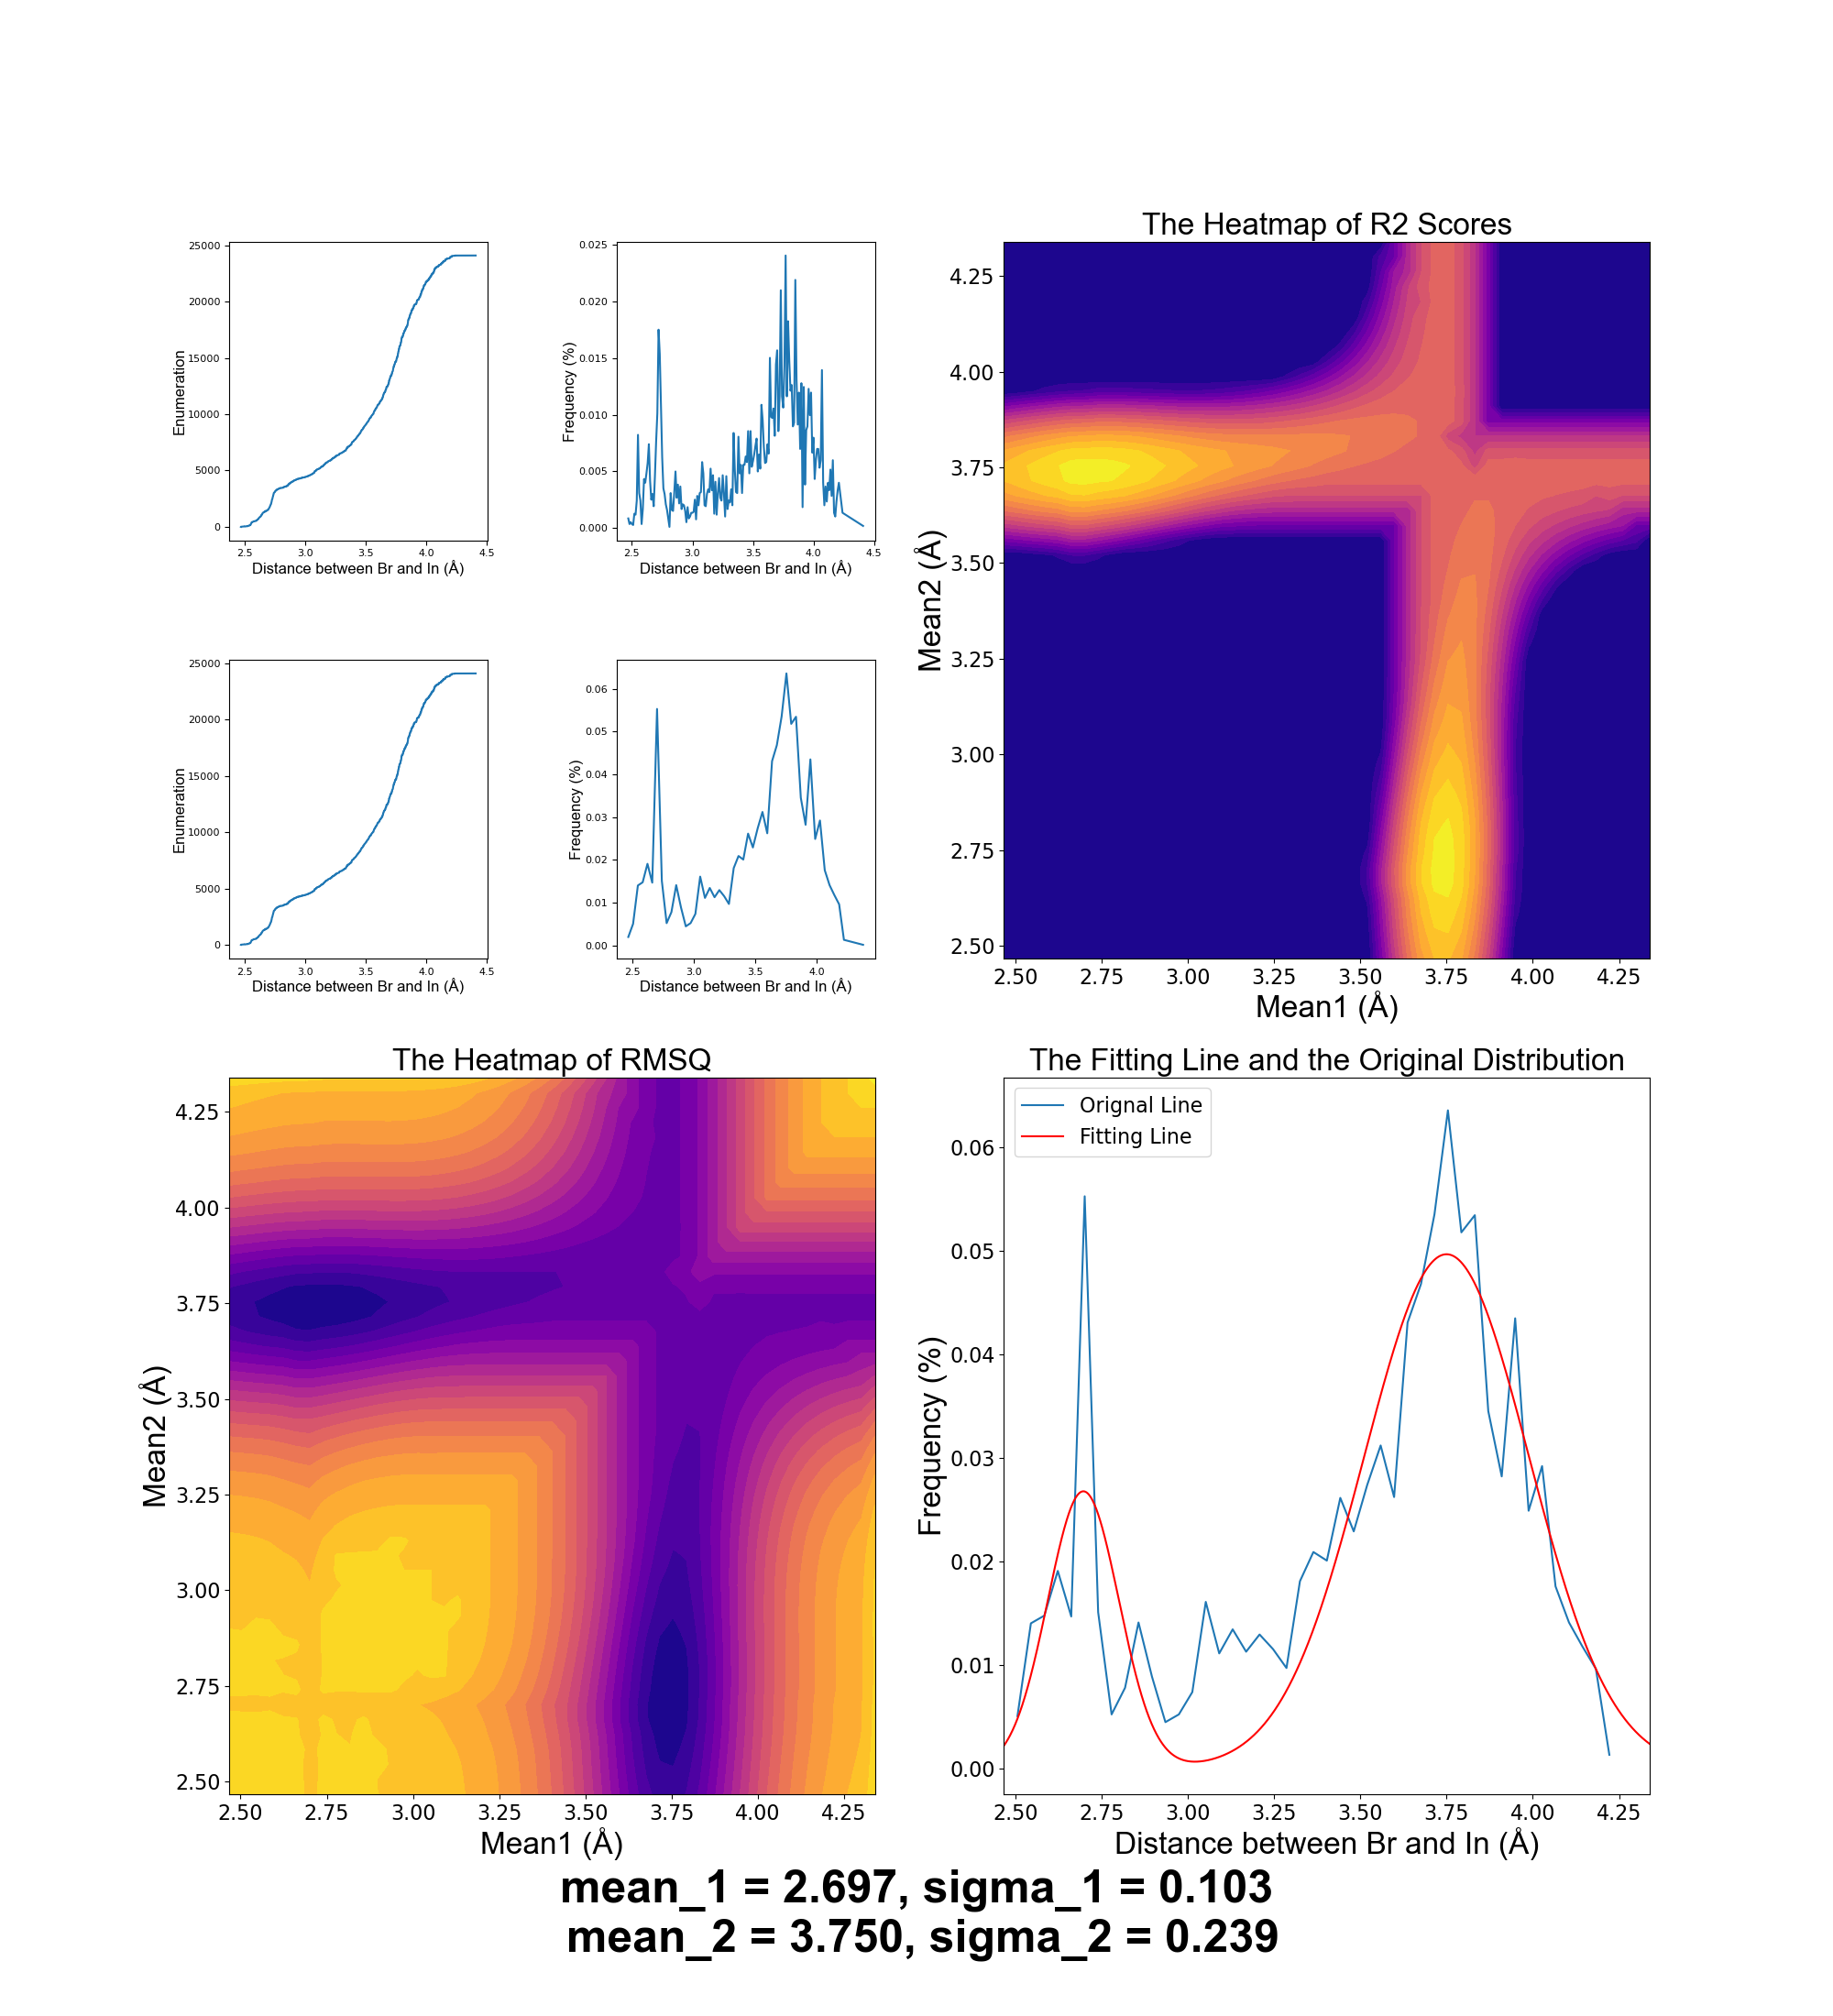 25000
20000
15000
10000
5000
0
Enumeration
2.5 3.0 3.5 4.0 4.5
Distance between Br and In (Å)
0.025
0.020
0.015
0.010
0.005
0.000
Frequency (%)
2.5 3.0 3.5 4.0 4.5
Distance between Br and In (Å)
The Heatmap of R2 Scores
4.25
4.00
3.75
3.50
3.25
3.00
2.75
2.50
Mean2 (Å)
2.50 2.75 3.00 3.25 3.50 3.75 4.00 4.25
Mean1 (Å)
25000
20000
15000
10000
5000
0
Enumeration
2.5 3.0 3.5 4.0 4.5
Distance between Br and In (Å)
0.06
0.05
0.04
0.03
0.02
0.01
0.00
Frequency (%)
2.5 3.0 3.5 4.0
Distance between Br and In (Å)
The Heatmap of RMSQ
4.25
4.00
3.75
3.50
3.25
3.00
2.75
2.50
Mean2 (Å)
2.50 2.75 3.00 3.25 3.50 3.75 4.00 4.25
Mean1 (Å)
The Fitting Line and the Original Distribution
Orignal Line
Fitting Line
0.06
0.05
0.04
0.03
0.02
0.01
0.00
Frequency (%)
2.50 2.75 3.00 3.25 3.50 3.75 4.00 4.25
Distance between Br and In (Å)
mean_1 = 2.697, sigma_1 = 0.103
mean_2 = 3.750, sigma_2 = 0.239